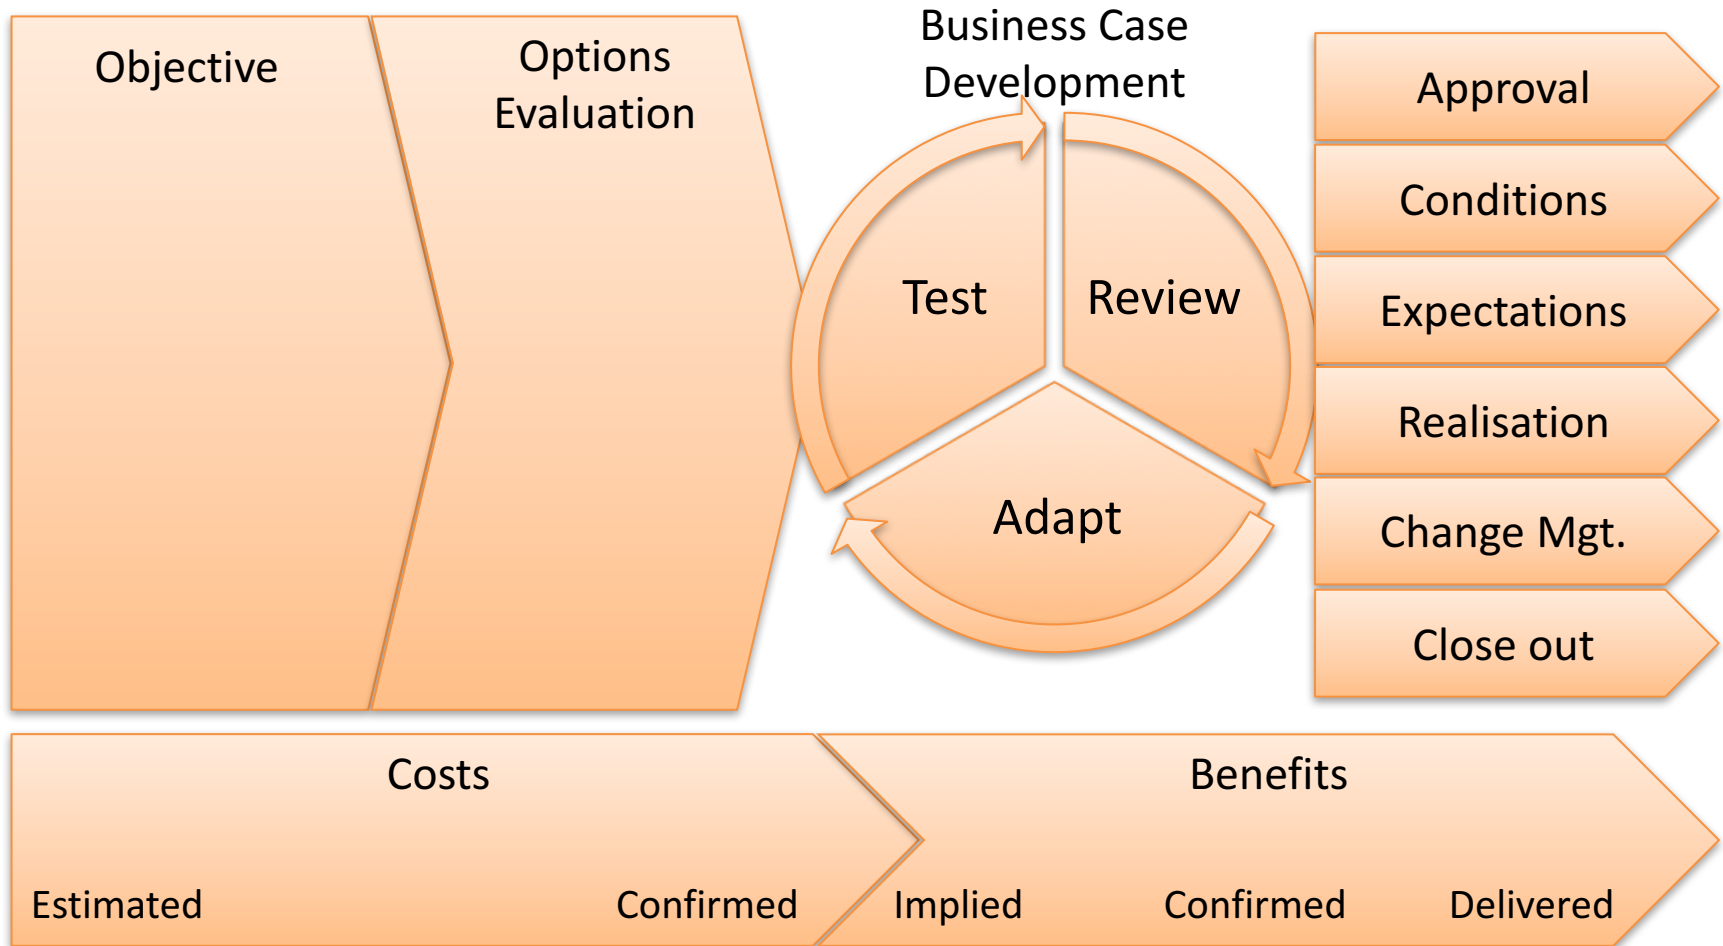 Objective
Options
Evaluation
Business Case
Development
Test
Review
Adapt
Approval
Conditions
Expectations
Realisation
Change Mgt.
Close out
Costs
Estimated
Confirmed
Benefits
Implied
Confirmed
Delivered